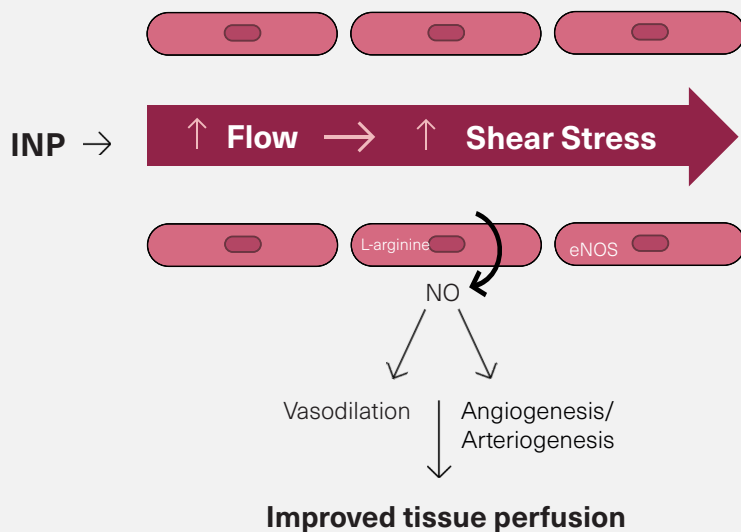 INP → ↑ Flow → ↑ Shear Stress
L-arginine
eNOS
NO
Vasodilation
Angiogenesis/
Arteriogenesis
Improved tissue perfusion